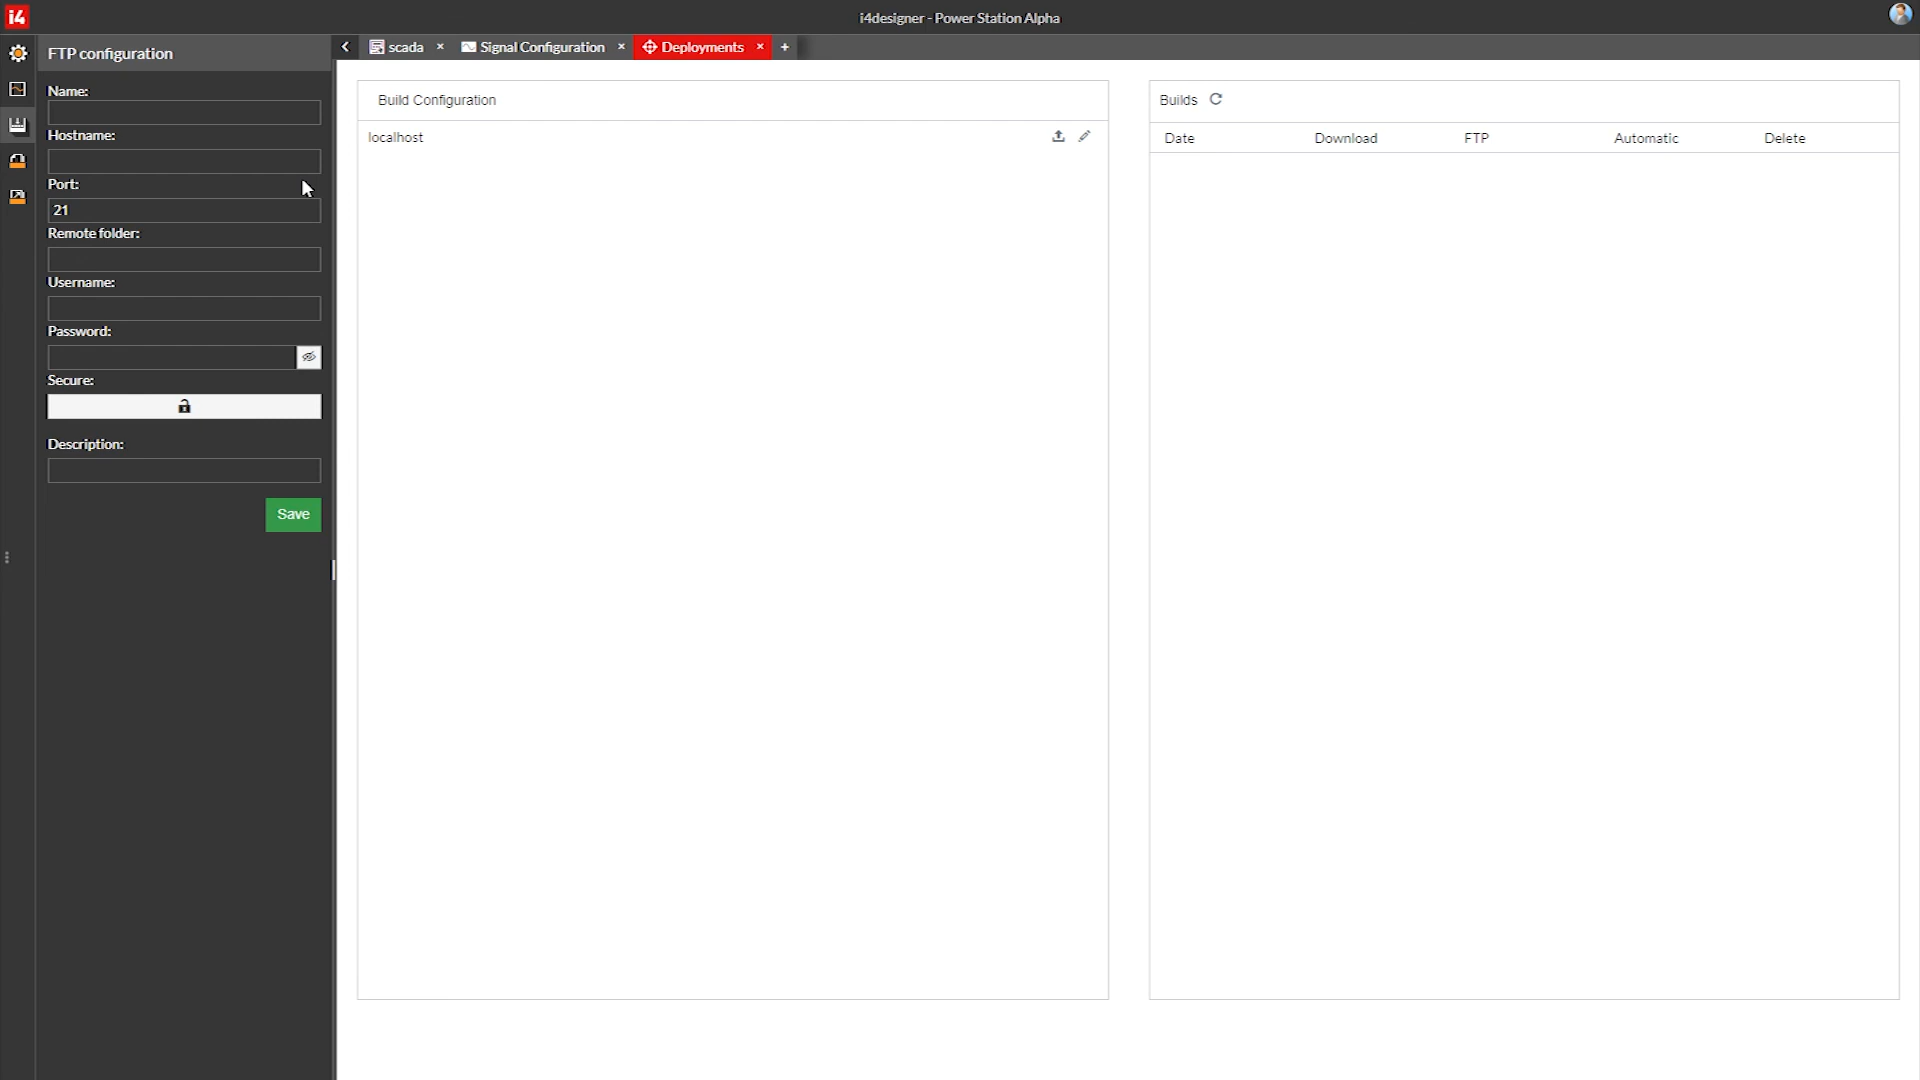 i4
i4designer - Power Station Alpha
FTP configuration
scada
Signal Configuration
Deployments
Name:
Hostname:
Port:
21
Remote folder:
Username:
Password:
Secure:
Description:
Save
Build Configuration
localhost
Builds
Date Download FTP Automatic Delete